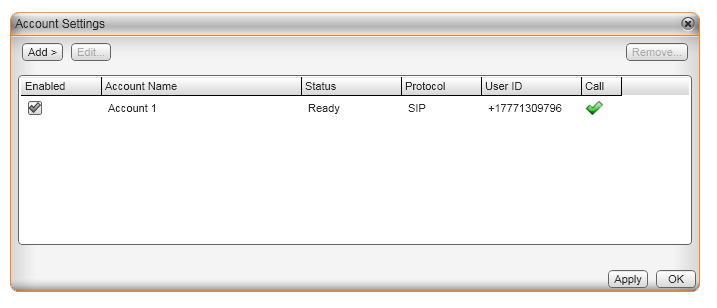 Account Settings
Add > Edit... Remove...
Enabled Account Name Status Protocol User ID Call
Account 1 Ready SIP +17771309796
Apply OK